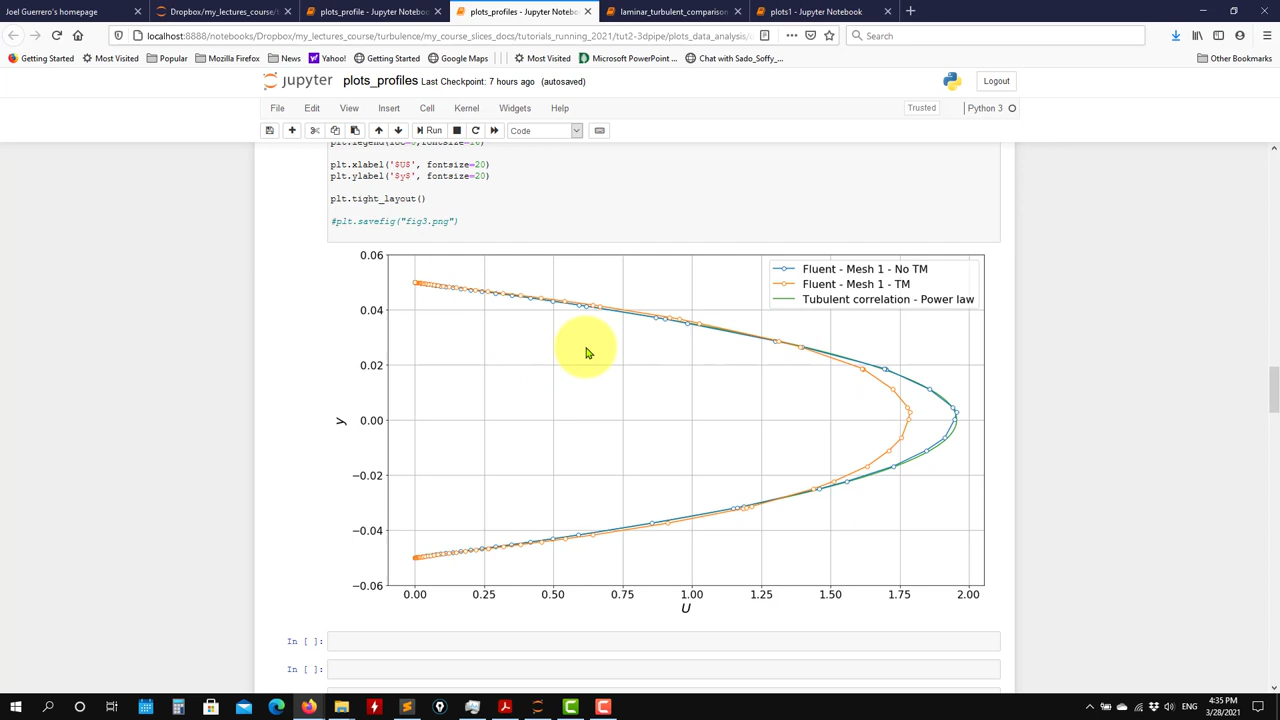 Joel Guerrero's homepage
Dropbox/my_lectures_course/t
plots_profile - Jupyter Notebook
plots_profiles - Jupyter Notebook
laminar_turbulent_comparison
plots1 - Jupyter Notebook
localhost:8888/notebooks/Dropbox/my_lectures_course/turbulence/my_course_slices_docs/tutorials_running_2021/tut2-3dpipe/plots_data_analysis/
Search
Getting Started
Most Visited
Popular
Mozilla Firefox
News
Yahoo!
Getting Started
Google Maps
Most Visited
Microsoft PowerPoint ...
Chat with Sado_Soffy_...
Other Bookmarks
jupyter plots_profiles Last Checkpoint: 7 hours ago (autosaved)
Logout
File Edit View Insert Cell Kernel Widgets Help
Trusted
Python 3
Run
Code
plt.xlabel('$U$', fontsize=20)
plt.ylabel('$y$', fontsize=20)
plt.tight_layout()
#plt.savefig("fig3.png")
Fluent - Mesh 1 - No TM
Fluent - Mesh 1 - TM
Tubulent correlation - Power law
0.06
0.04
0.02
0.00
−0.02
−0.04
−0.06
y
0.00 0.25 0.50 0.75 1.00 1.25 1.50 1.75 2.00
U
In [ ]:
In [ ]:
ENG
4:35 PM
3/28/2021